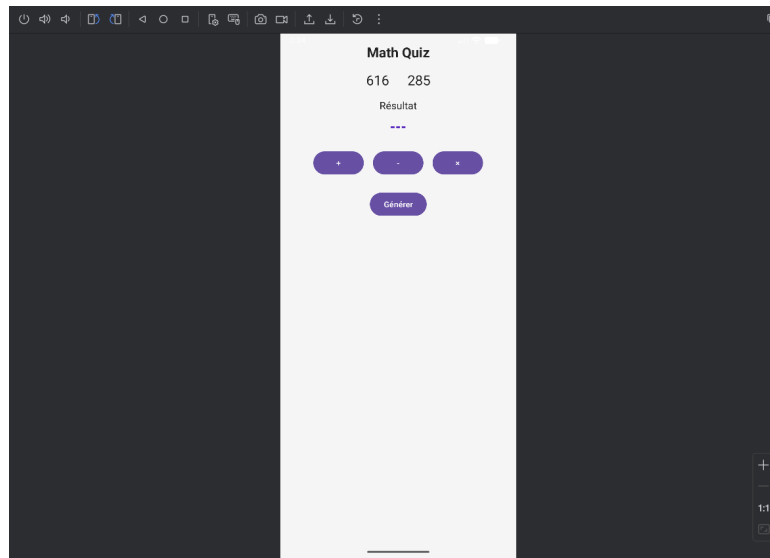 Math Quiz
616 285
Résultat
---
+ - ×
Générer
1:1